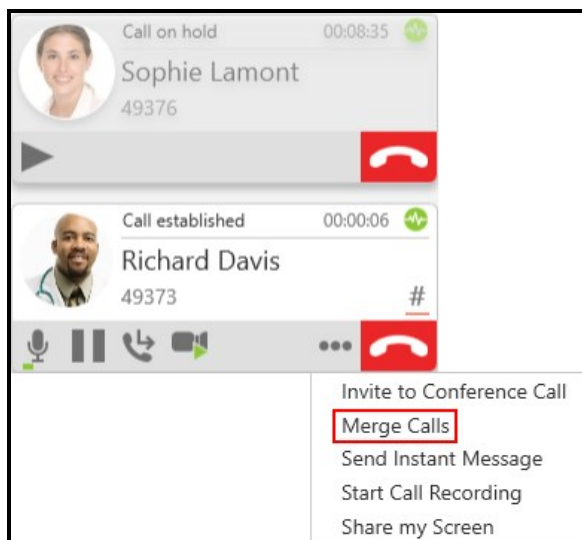 Call on hold 00:08:35
Sophie Lamont
49376
Call established 00:00:06
Richard Davis
49373 #
Invite to Conference Call
Merge Calls
Send Instant Message
Start Call Recording
Share my Screen